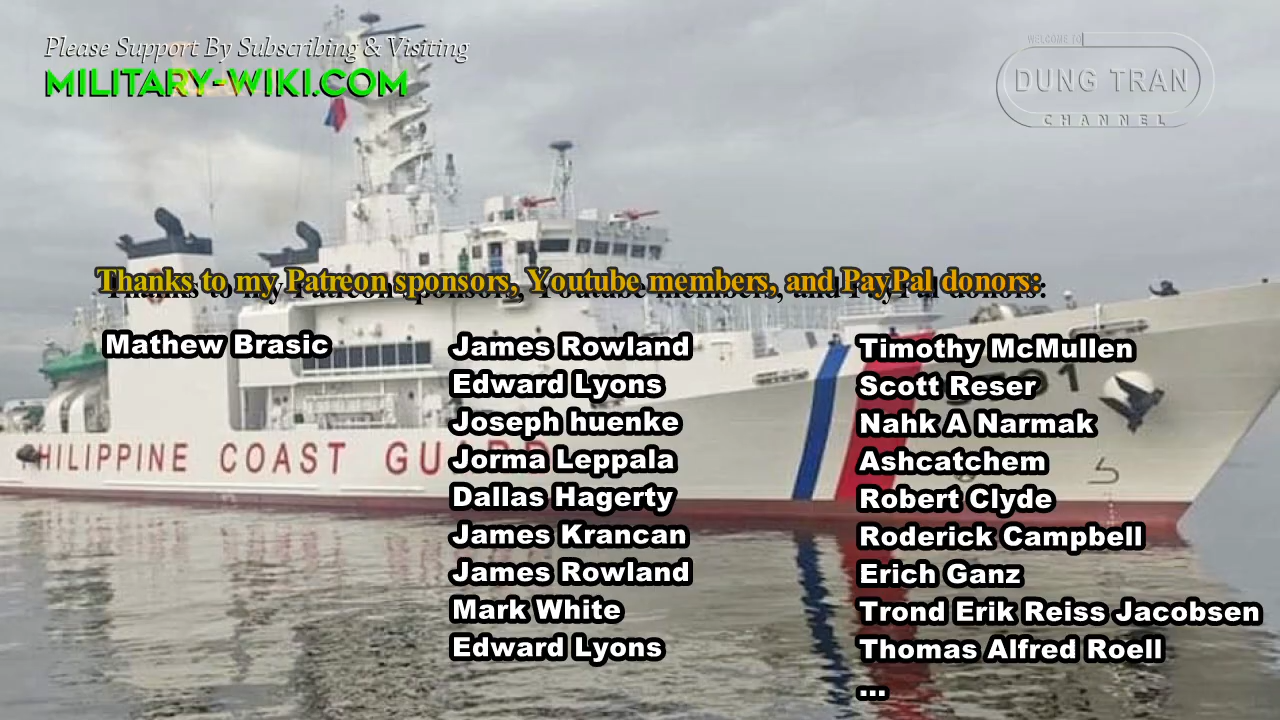 Please Support By Subscribing & Visiting
MILITARY-WIKI.COM
WELCOME TO
DUNG TRAN
CHANNEL
Thanks to my Patreon sponsors, Youtube members, and PayPal donors:
Mathew Brasic
James Rowland
Edward Lyons
Joseph huenke
Jorma Leppala
Dallas Hagerty
James Krancan
James Rowland
Mark White
Edward Lyons
Timothy McMullen
Scott Reser
Nahk A Narmak
Ashcatchem
Robert Clyde
Roderick Campbell
Erich Ganz
Trond Erik Reiss Jacobsen
Thomas Alfred Roell
...
PHILIPPINE COAST GUARD